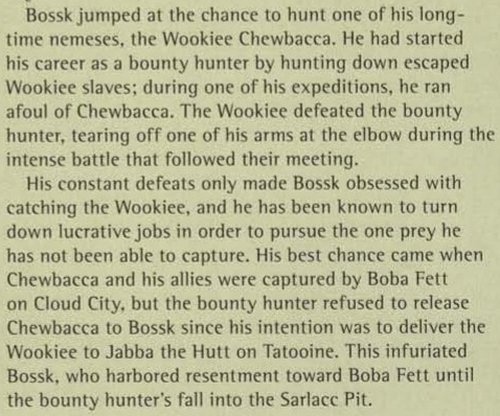 Bossk jumped at the chance to hunt one of his long-
time nemeses, the Wookiee Chewbacca. He had started
his career as a bounty hunter by hunting down escaped
Wookiee slaves; during one of his expeditions, he ran
afoul of Chewbacca. The Wookiee defeated the bounty
hunter, tearing off one of his arms at the elbow during the
intense battle that followed their meeting.
His constant defeats only made Bossk obsessed with
catching the Wookiee, and he has been known to turn
down lucrative jobs in order to pursue the one prey he
has not been able to capture. His best chance came when
Chewbacca and his allies were captured by Boba Fett
on Cloud City, but the bounty hunter refused to release
Chewbacca to Bossk since his intention was to deliver the
Wookiee to Jabba the Hutt on Tatooine. This infuriated
Bossk, who harbored resentment toward Boba Fett until
the bounty hunter's fall into the Sarlacc Pit.